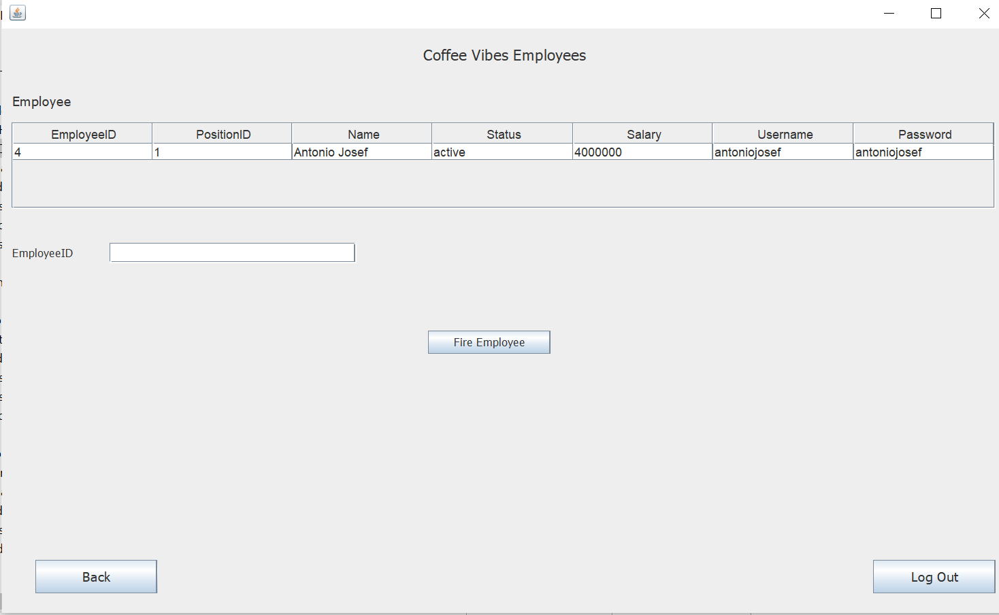 Coffee Vibes Employees
Employee
EmployeeID PositionID Name Status Salary Username Password
4 1 Antonio Josef active 4000000 antoniojosef antoniojosef
EmployeeID
Fire Employee
Back Log Out